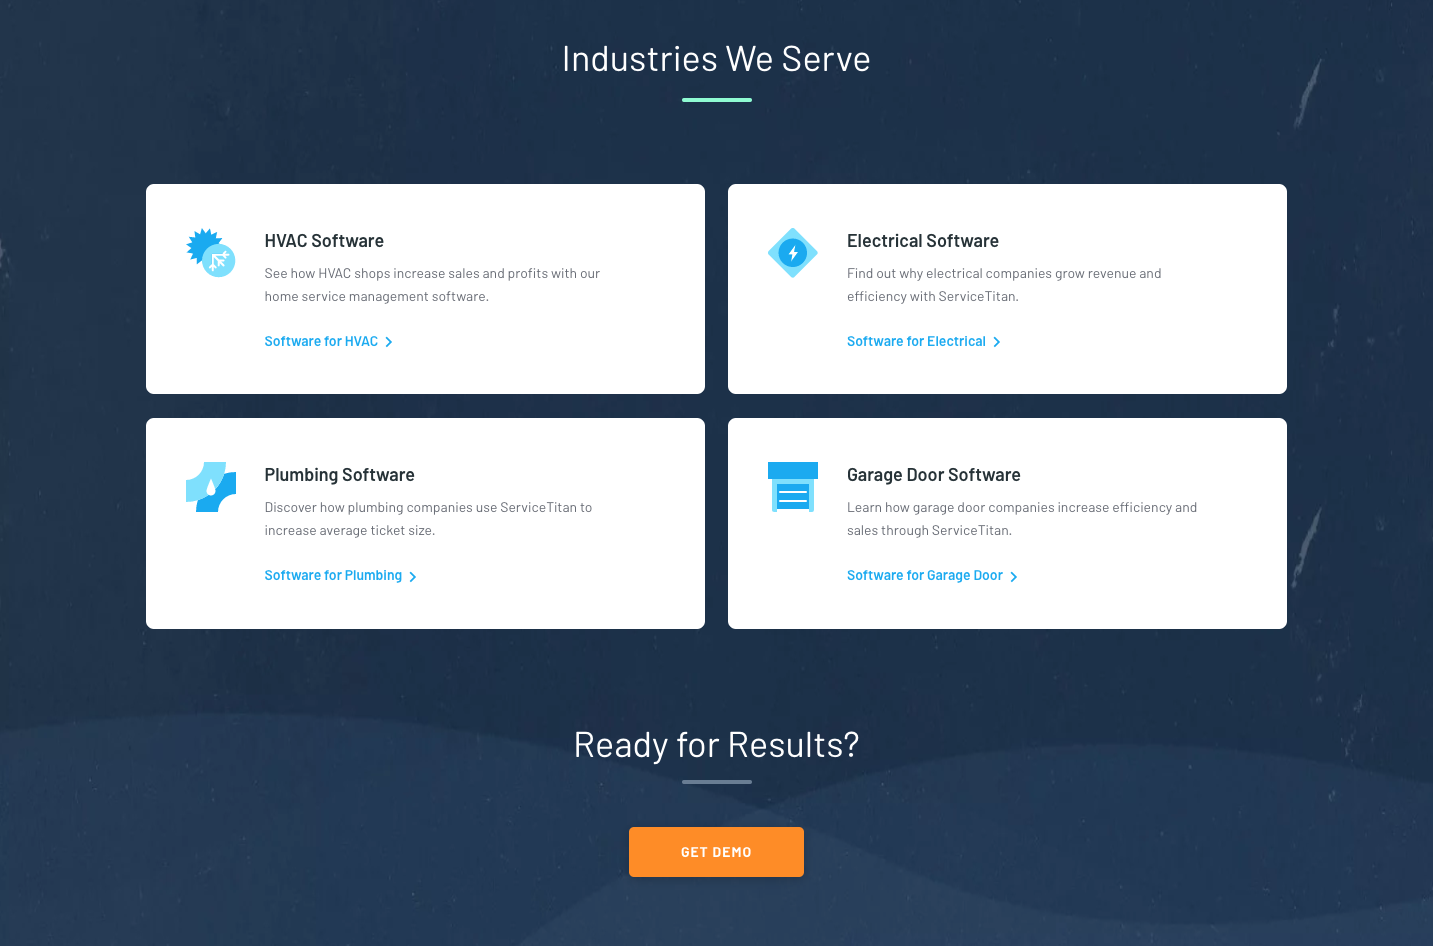 Industries We Serve
HVAC Software
See how HVAC shops increase sales and profits with our
home service management software.
Software for HVAC
Electrical Software
Find out why electrical companies grow revenue and
efficiency with ServiceTitan.
Software for Electrical
Plumbing Software
Discover how plumbing companies use ServiceTitan to
increase average ticket size.
Software for Plumbing
Garage Door Software
Learn how garage door companies increase efficiency and
sales through ServiceTitan.
Software for Garage Door
Ready for Results?
GET DEMO